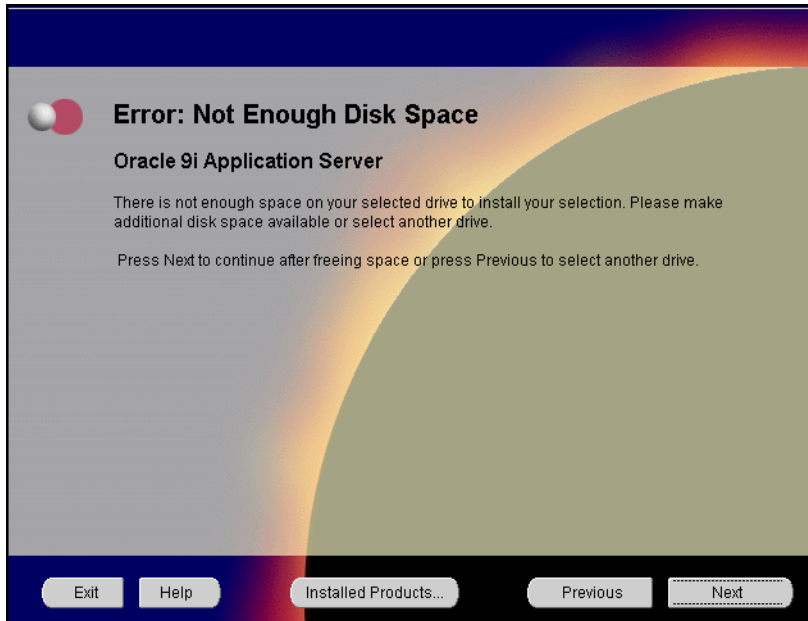 Error: Not Enough Disk Space
Oracle 9i Application Server
There is not enough space on your selected drive to install your selection. Please make
additional disk space available or select another drive.
Press Next to continue after freeing space or press Previous to select another drive.
Exit
Help
Installed Products...
Previous
Next